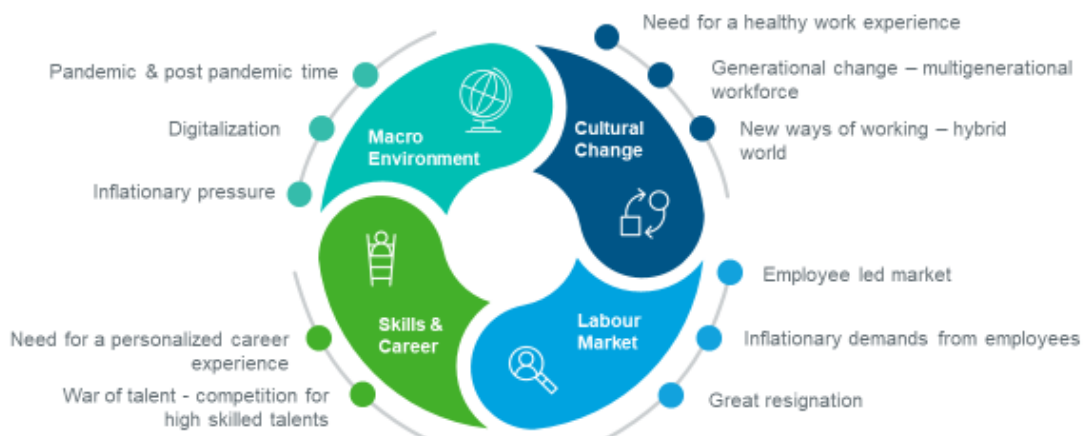 Need for a healthy work experience
Pandemic & post pandemic time
Generational change – multigenerational
workforce
Digitalization
New ways of working – hybrid
world
Inflationary pressure
Macro
Environment
Cultural
Change
Employee led market
Skills &
Career
Labour
Market
Need for a personalized career
experience
Inflationary demands from employees
War of talent - competition for
high skilled talents
Great resignation